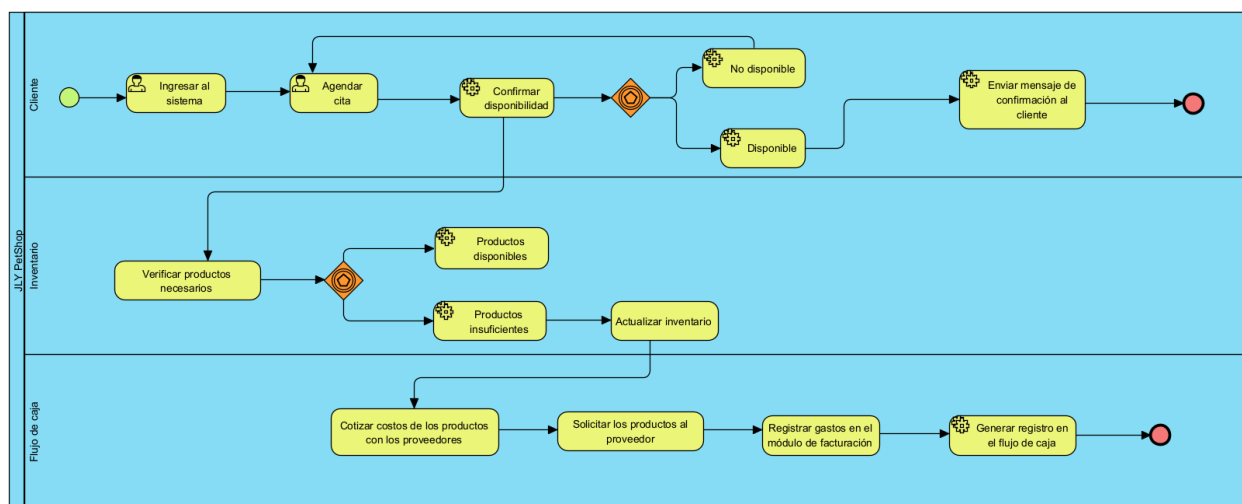 JLY PetShop
Cliente
Ingresar al
sistema
Agendar
cita
Confirmar
disponibilidad
No disponible
Disponible
Enviar mensaje de
confirmación al
cliente
Inventario
Verificar productos
necesarios
Productos
disponibles
Productos
insuficientes
Actualizar inventario
Flujo de caja
Cotizar costos de los productos
con los proveedores
Solicitar los productos al
proveedor
Registrar gastos en el
módulo de facturación
Generar registro en
el flujo de caja